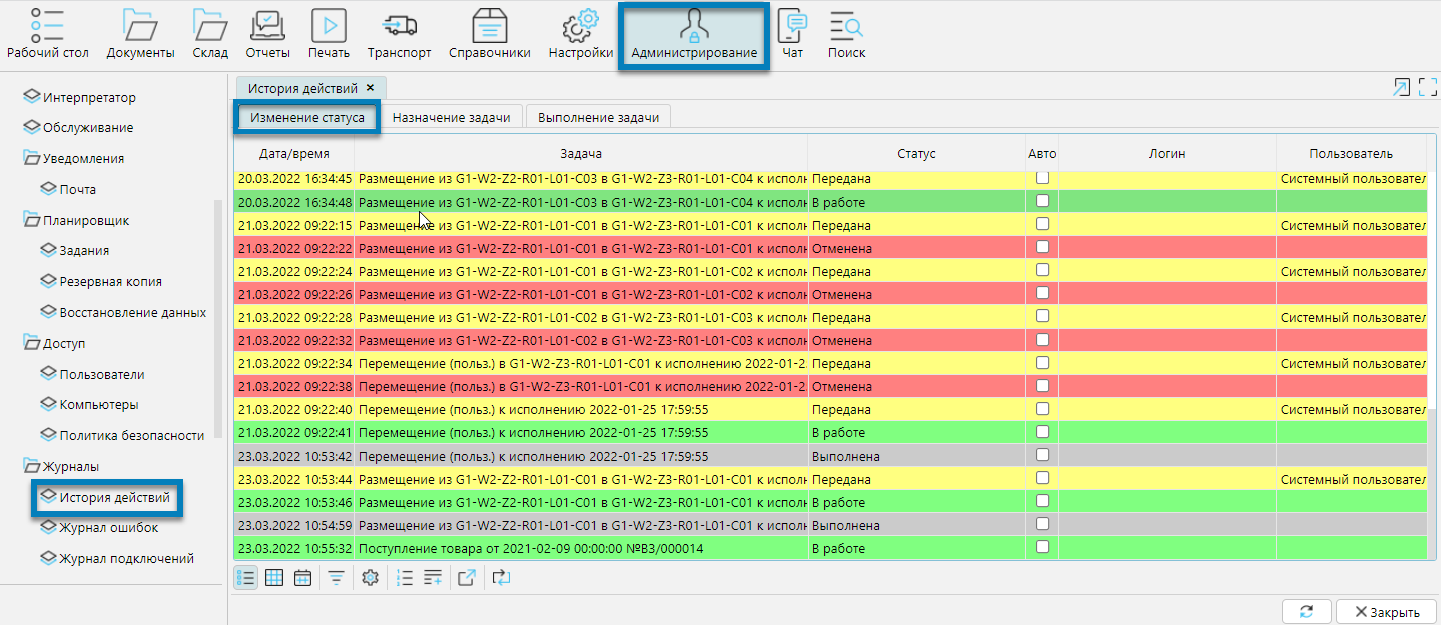 Рабочий стол Документы Склад Отчеты Печать Транспорт Справочники Настройки Администрирование Чат Поиск
Интерпретатор
Обслуживание
Уведомления
Почта
Планировщик
Задания
Резервная копия
Восстановление данных
Доступ
Пользователи
Компьютеры
Политика безопасности
Журналы
История действий
Журнал ошибок
Журнал подключений
История действий ×
Изменение статуса Назначение задачи Выполнение задачи
Дата/время Задача Статус Авто Логин Пользователь
20.03.2022 16:34:45 Размещение из G1-W2-Z2-R01-L01-C03 в G1-W2-Z3-R01-L01-C04 к исполн Передана Системный пользовател
20.03.2022 16:34:48 Размещение из G1-W2-Z2-R01-L01-C03 в G1-W2-Z3-R01-L01-C04 к исполн В работе
21.03.2022 09:22:15 Размещение из G1-W2-Z2-R01-L01-C01 в G1-W2-Z3-R01-L01-C01 к исполн Передана Системный пользовател
21.03.2022 09:22:22 Размещение из G1-W2-Z2-R01-L01-C01 в G1-W2-Z3-R01-L01-C01 к исполн Отменена
21.03.2022 09:22:24 Размещение из G1-W2-Z2-R01-L01-C01 в G1-W2-Z3-R01-L01-C02 к исполн Передана Системный пользовател
21.03.2022 09:22:26 Размещение из G1-W2-Z2-R01-L01-C01 в G1-W2-Z3-R01-L01-C02 к исполн Отменена
21.03.2022 09:22:28 Размещение из G1-W2-Z2-R01-L01-C02 в G1-W2-Z3-R01-L01-C03 к исполн Передана Системный пользовател
21.03.2022 09:22:32 Размещение из G1-W2-Z2-R01-L01-C02 в G1-W2-Z3-R01-L01-C03 к исполн Отменена
21.03.2022 09:22:34 Перемещение (польз.) в G1-W2-Z3-R01-L01-C01 к исполнению 2022-01-2 Передана Системный пользовател
21.03.2022 09:22:38 Перемещение (польз.) в G1-W2-Z3-R01-L01-C01 к исполнению 2022-01-2 Отменена
21.03.2022 09:22:40 Перемещение (польз.) к исполнению 2022-01-25 17:59:55 Передана Системный пользовател
21.03.2022 09:22:41 Перемещение (польз.) к исполнению 2022-01-25 17:59:55 В работе
23.03.2022 10:53:42 Перемещение (польз.) к исполнению 2022-01-25 17:59:55 Выполнена
23.03.2022 10:53:44 Размещение из G1-W2-Z2-R01-L01-C01 в G1-W2-Z3-R01-L01-C01 к исполн Передана Системный пользовател
23.03.2022 10:53:46 Размещение из G1-W2-Z2-R01-L01-C01 в G1-W2-Z3-R01-L01-C01 к исполн В работе
23.03.2022 10:54:59 Размещение из G1-W2-Z2-R01-L01-C01 в G1-W2-Z3-R01-L01-C01 к исполн Выполнена
23.03.2022 10:55:32 Поступление товара от 2021-02-09 00:00:00 №ВЗ/000014 В работе
Закрыть